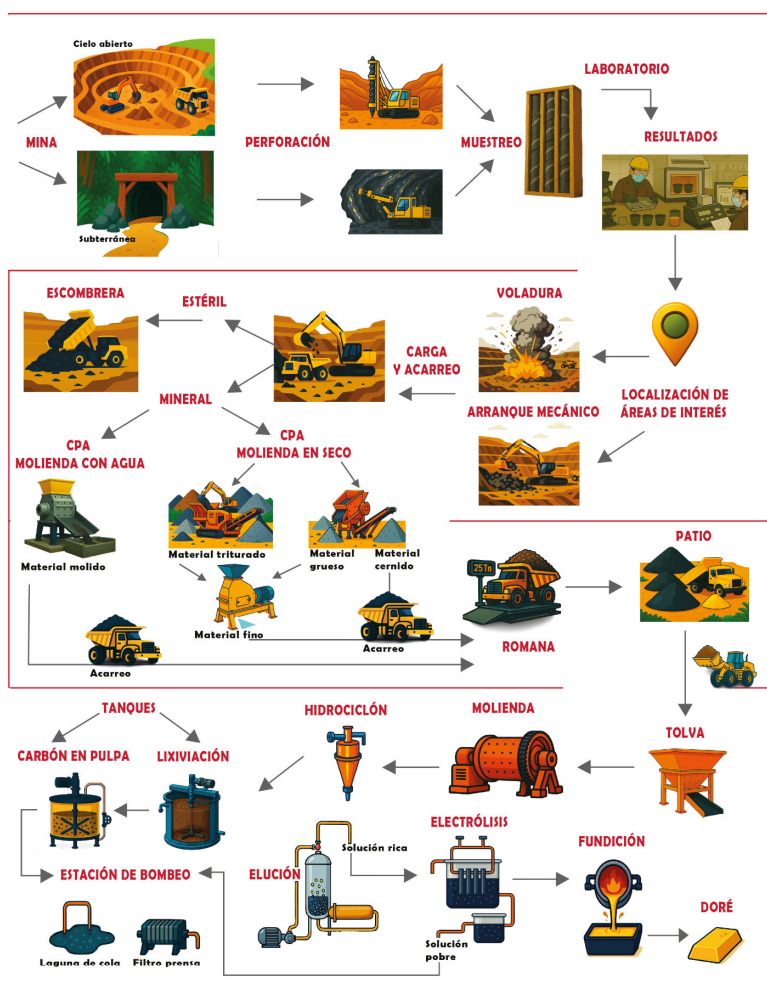 Cielo abierto
MINA
Subterránea
PERFORACIÓN
MUESTREO
LABORATORIO
RESULTADOS
ESCOMBRERA
ESTÉRIL
VOLADURA
CARGA
Y ACARREO
LOCALIZACIÓN DE
ÁREAS DE INTERÉS
ARRANQUE MECÁNICO
MINERAL
CPA
MOLIENDA CON AGUA
CPA
MOLIENDA EN SECO
Material molido
Material triturado
Material
grueso
Material
cernido
Material fino
Acarreo
Acarreo
25Tn
ROMANA
PATIO
TANQUES
HIDROCICLÓN
MOLIENDA
TOLVA
CARBÓN EN PULPA
LIXIVIACIÓN
ESTACIÓN DE BOMBEO
Laguna de cola
Filtro prensa
ELUCIÓN
Solución rica
ELECTRÓLISIS
Solución
pobre
FUNDICIÓN
DORÉ